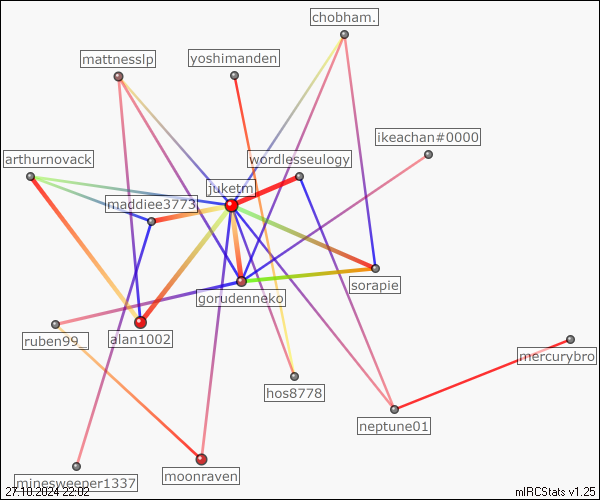 chobham.
mattnesslp
yoshimanden
ikeachan#0000
arthurnovack
wordlesseulogy
juketm
maddiee3773
sorapie
gorudenneko
ruben99_
alan1002
mercurybro
hos8778
neptune01
moonraven
minesweeper1337
27.10.2024 22:02
mIRCStats v1.25